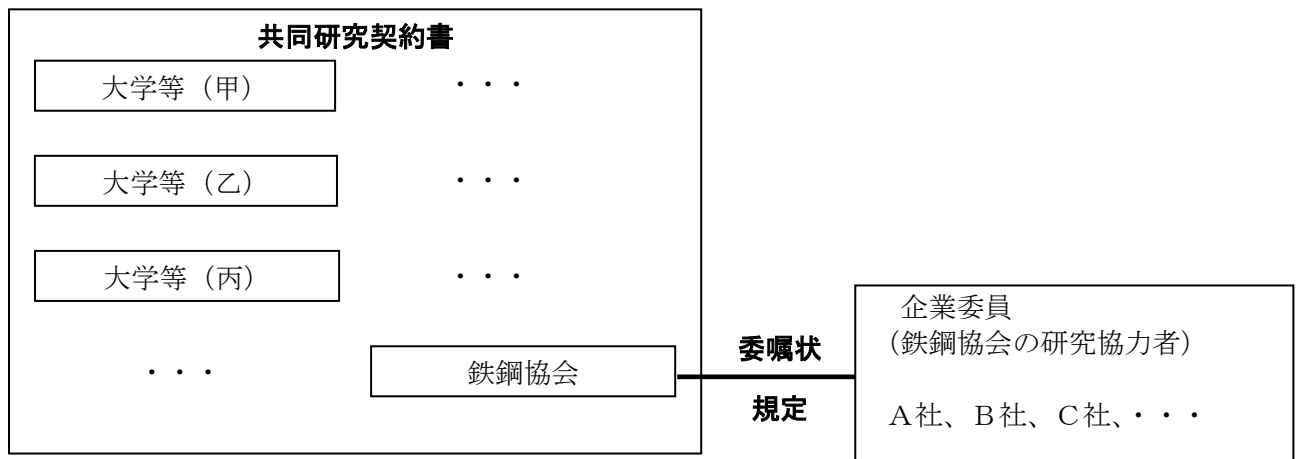 共同研究契約書
大学等（甲） ・・・
大学等（乙） ・・・
大学等（丙） ・・・
・・・ 鉄鋼協会
委嘱状
規定
企業委員
（鉄鋼協会の研究協力者）
Ａ社、Ｂ社、Ｃ社、・・・